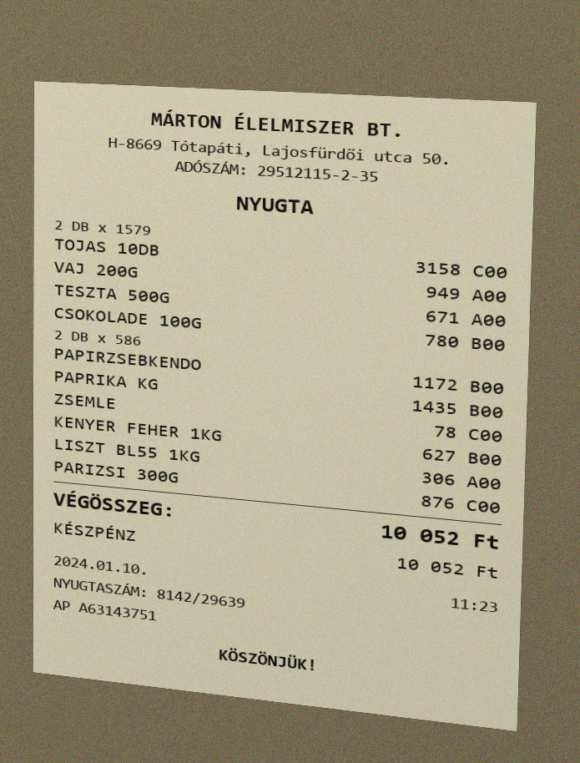 MÁRTON ÉLELMISZER BT.
H-8669 Tótapáti, Lajosfürdői utca 50.
ADÓSZÁM: 29512115-2-35
NYUGTA
2 DB x 1579
TOJAS 10DB 3158 C00
VAJ 200G 949 A00
TESZTA 500G 671 A00
CSOKOLADE 100G 780 B00
2 DB x 586
PAPIRZSEBKENDO 1172 B00
PAPRIKA KG 1435 B00
ZSEMLE 78 C00
KENYER FEHER 1KG 627 B00
LISZT BL55 1KG 306 A00
PARIZSI 300G 876 C00
VÉGÖSSZEG: 10 052 Ft
KÉSZPÉNZ 10 052 Ft
2024.01.10. 11:23
NYUGTASZÁM: 8142/29639
AP A63143751
KÖSZÖNJÜK!